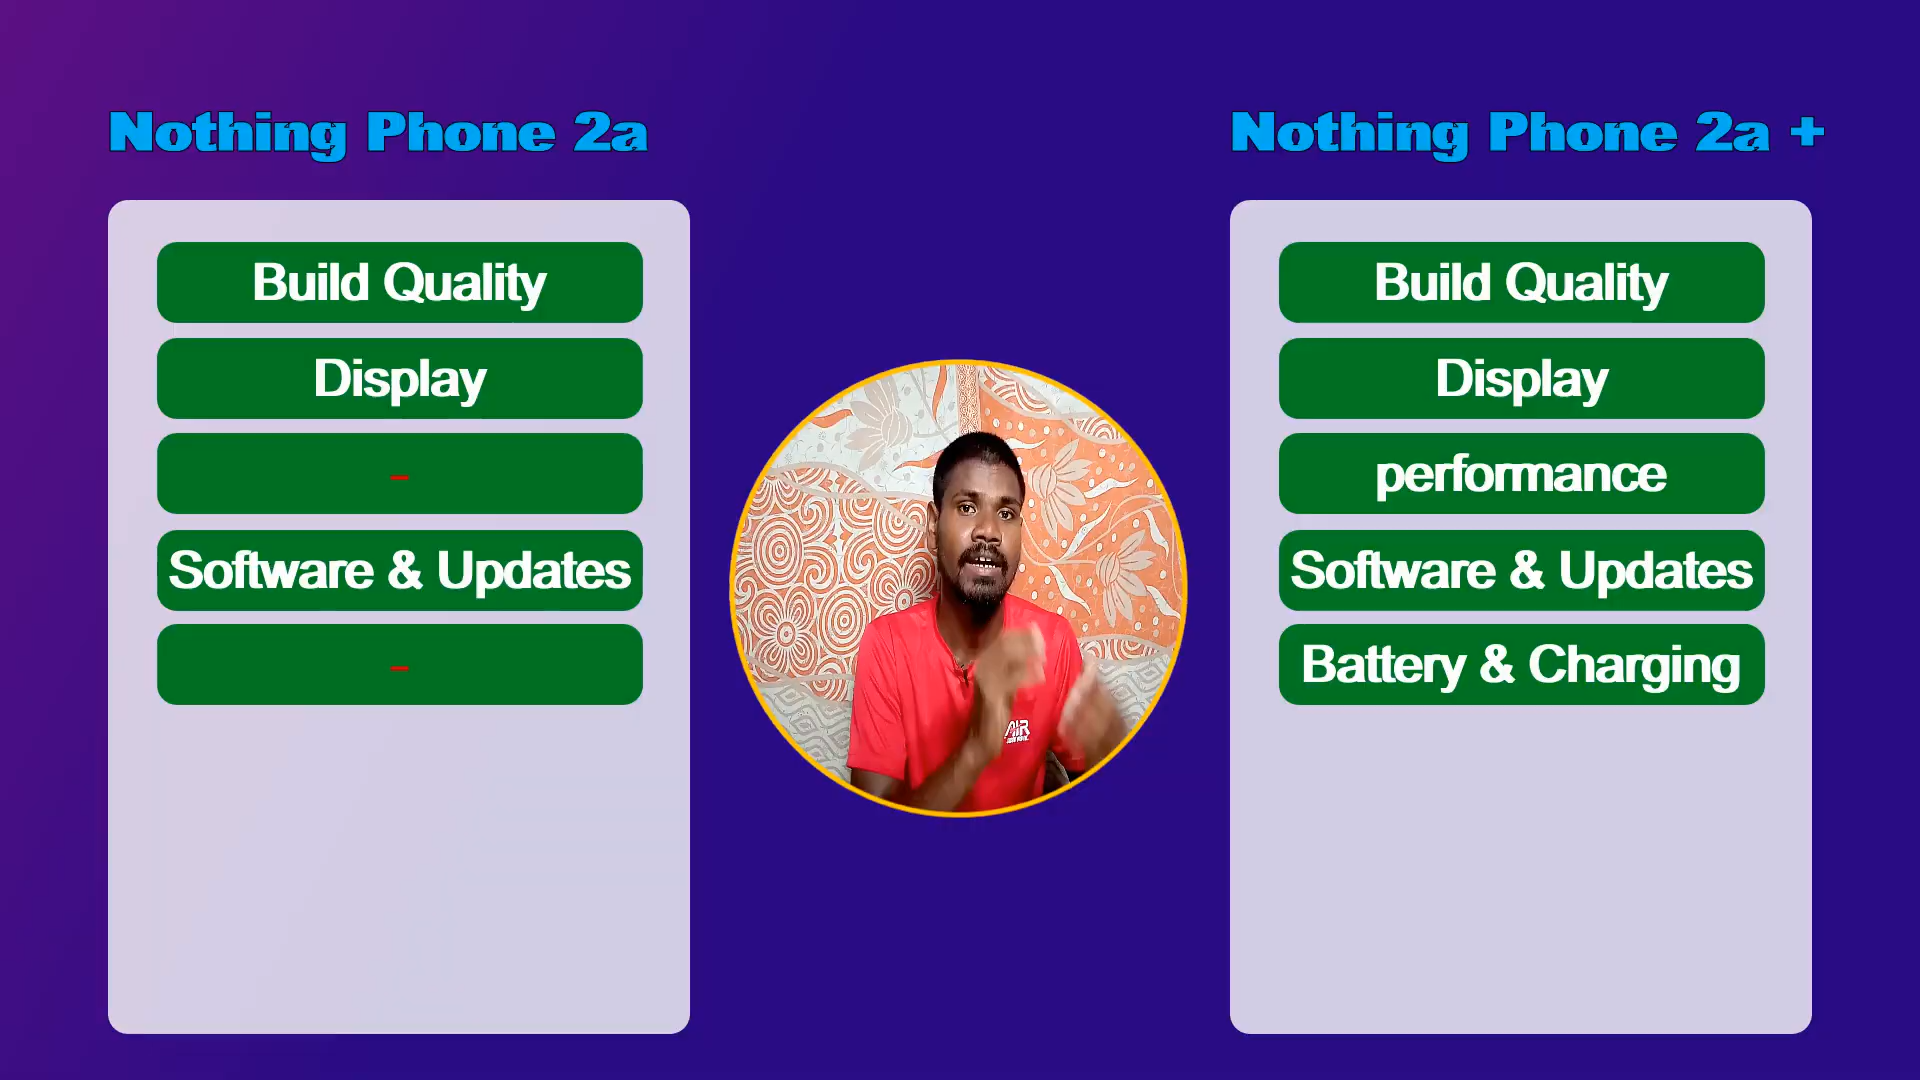 Nothing Phone 2a
Build Quality
Display
-
Software & Updates
-
Nothing Phone 2a +
Build Quality
Display
performance
Software & Updates
Battery & Charging
AIR